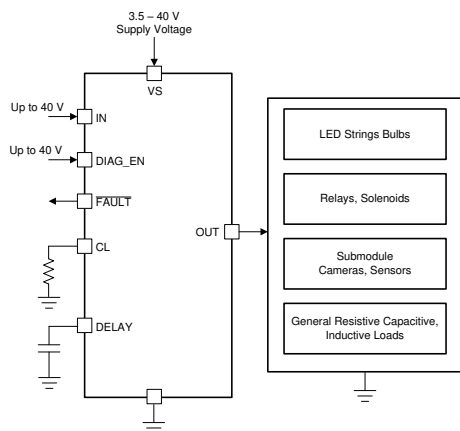 3.5 – 40 V
Supply Voltage
VS
Up to 40 V
IN
Up to 40 V
DIAG_EN
FAULT
OUT
CL
DELAY
LED Strings Bulbs
Relays, Solenoids
Submodule
Cameras, Sensors
General Resistive Capacitive,
Inductive Loads